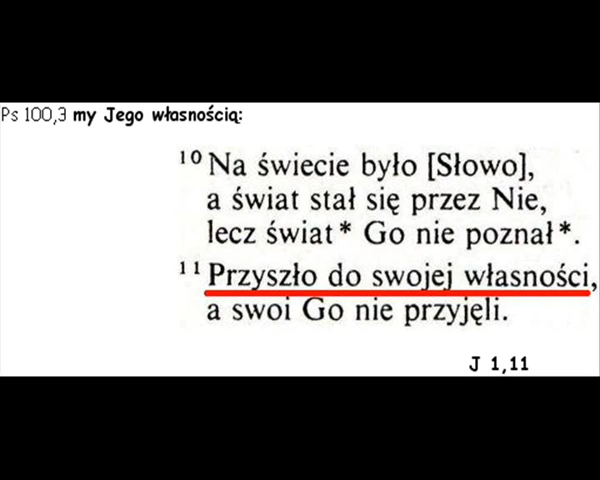 Ps 100,3 my Jego własnością:
10 Na świecie było [Słowo],
a świat stał się przez Nie,
lecz świat* Go nie poznał*.
11 Przyszło do swojej własności,
a swoi Go nie przyjęli.
J 1,11